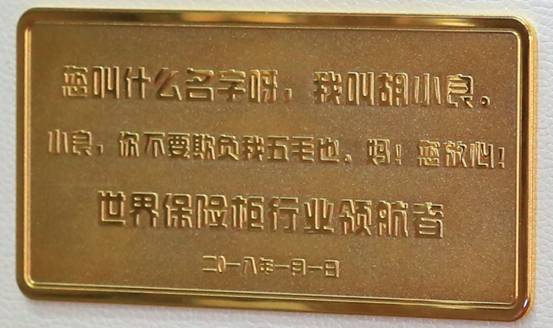 您叫什么名字呀，我叫胡小良。
小良，你不要欺负我五毛也。好！您放心！
世界保险柜行业领航者
二0一八年一月一日